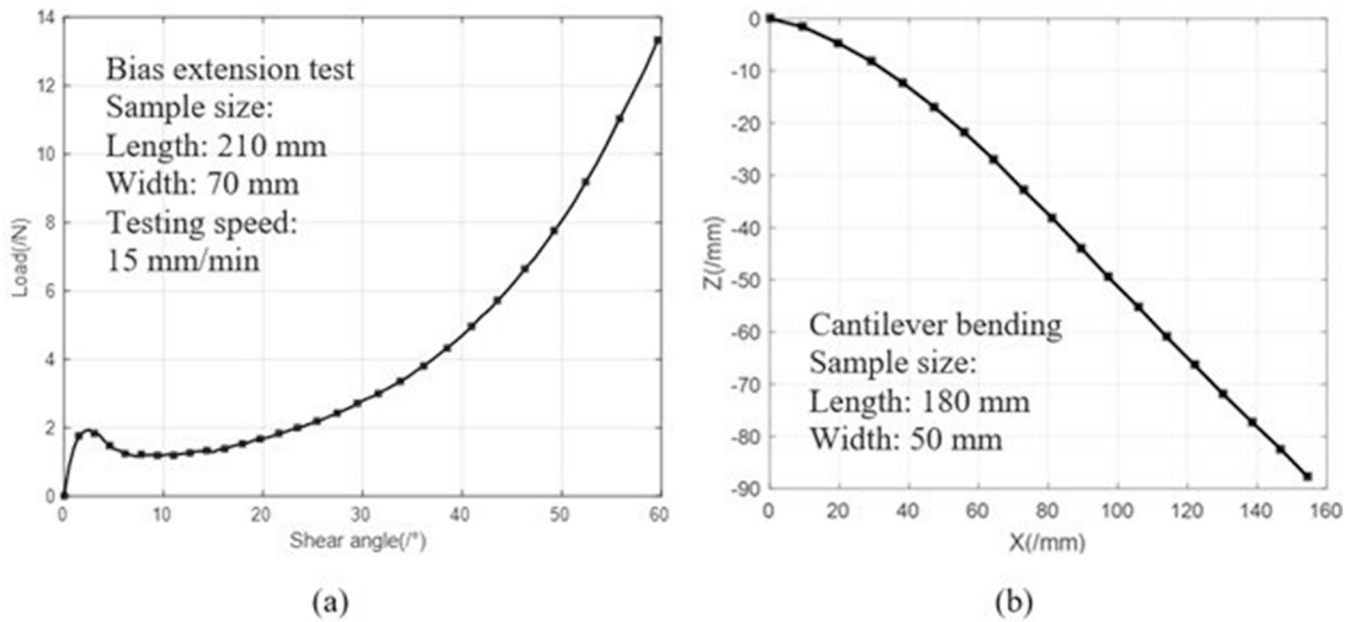 14
12
10
8
6
4
2
0
Load(/N)
Bias extension test
Sample size:
Length: 210 mm
Width: 70 mm
Testing speed:
15 mm/min
0 10 20 30 40 50 60
Shear angle(/°)
(a)
0
-10
-20
-30
-40
-50
-60
-70
-80
-90
Z(/mm)
Cantilever bending
Sample size:
Length: 180 mm
Width: 50 mm
0 20 40 60 80 100 120 140 160
X(/mm)
(b)